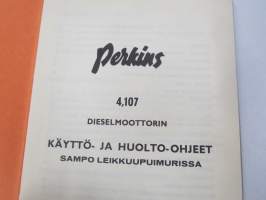 Perkins
4,107
DIESELMOOTTORIN
KÄYTTÖ- JA HUOLTO-OHJEET
SAMPO LEIKKUUPUIMURISSA